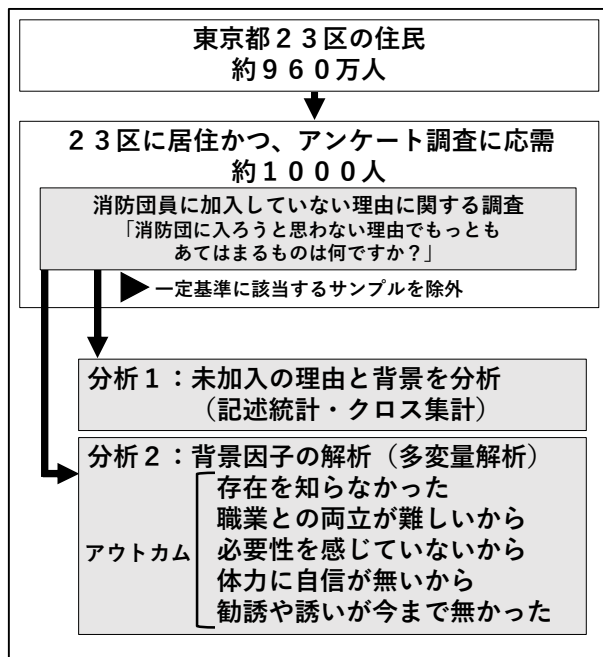 東京都２３区の住民
約９６０万人
２３区に居住かつ、アンケート調査に応需
約１０００人
消防団員に加入していない理由に関する調査
「消防団に入ろうと思わない理由でもっとも
あてはまるものは何ですか？」
一定基準に該当するサンプルを除外
分析１：未加入の理由と背景を分析
（記述統計・クロス集計）
分析２：背景因子の解析（多変量解析）
アウトカム
存在を知らなかった
職業との両立が難しいから
必要性を感じていないから
体力に自信が無いから
勧誘や誘いが今まで無かった